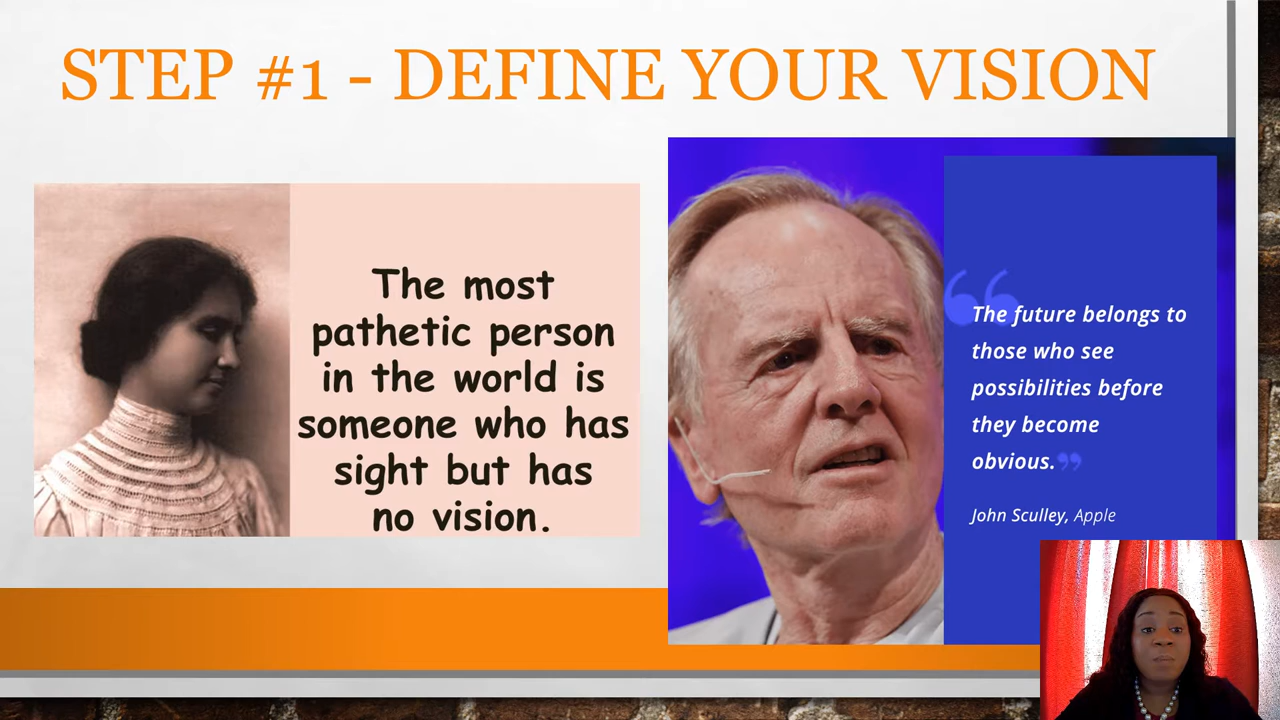 STEP #1 - DEFINE YOUR VISION
The most
pathetic person
in the world is
someone who has
sight but has
no vision.
“The future belongs to
those who see
possibilities before
they become
obvious.”
John Sculley, Apple